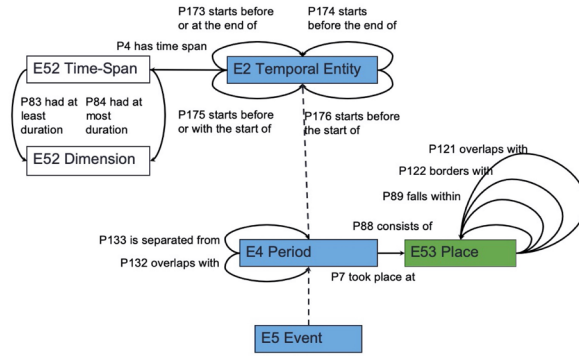 P173 starts before
or at the end of
P174 starts
before the end of
P4 has time span
E52 Time-Span
E2 Temporal Entity
P83 had at
least
duration
P84 had at
most
duration
P175 starts before
or with the start of
P176 starts before
the start of
E52 Dimension
P121 overlaps with
P122 borders with
P89 falls within
P88 consists of
P133 is separated from
P132 overlaps with
E4 Period
E53 Place
P7 took place at
E5 Event